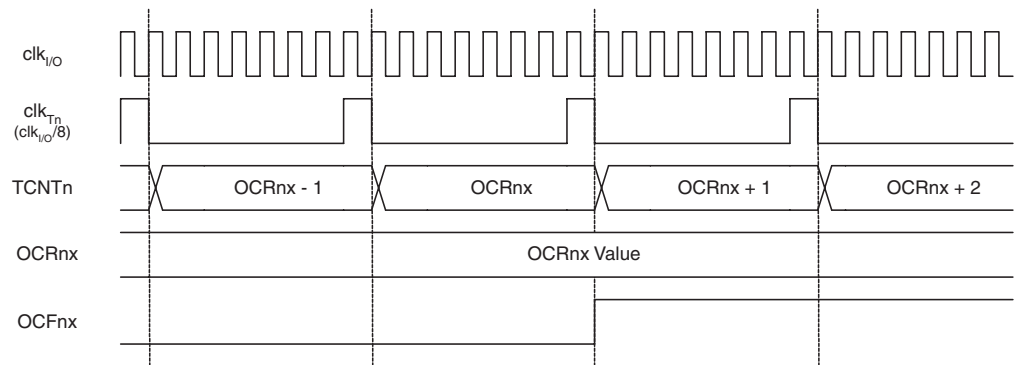 clkI/O
clkTn
(clkI/O/8)
TCNTn
OCRnx - 1
OCRnx
OCRnx + 1
OCRnx + 2
OCRnx
OCRnx Value
OCFnx